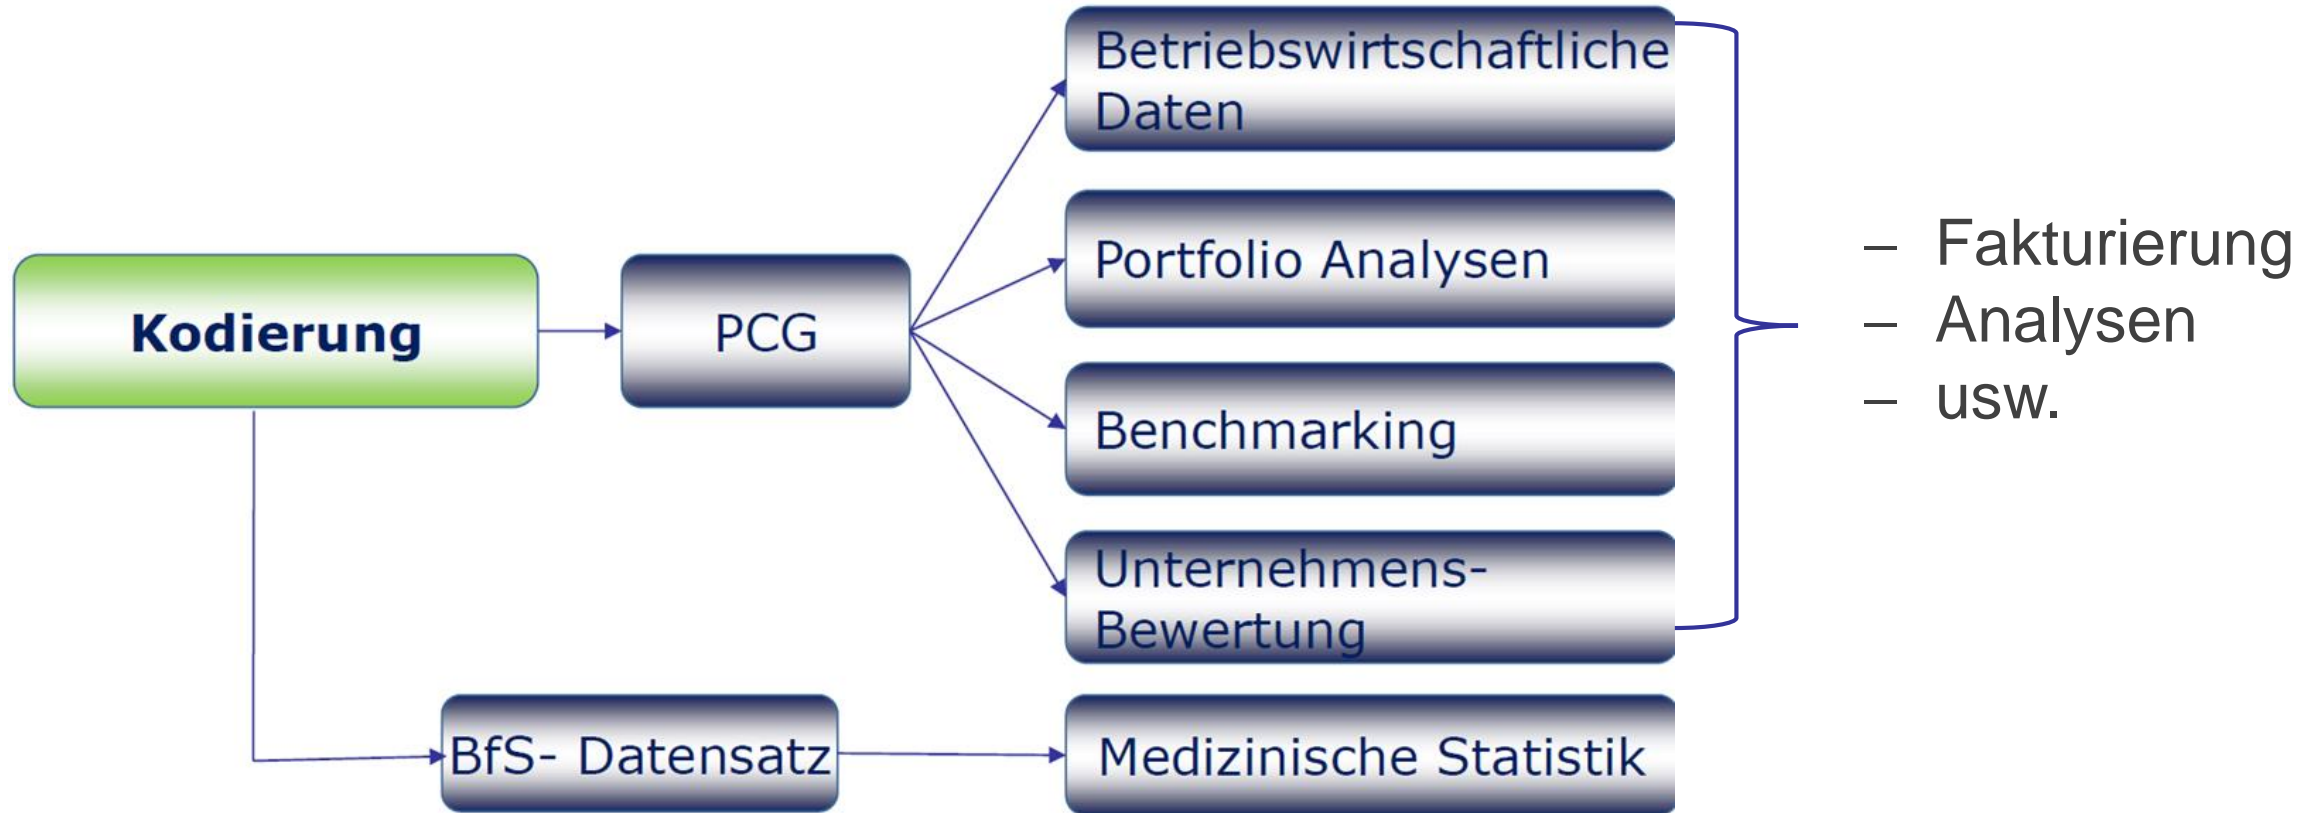 Kodierung
PCG
Betriebswirtschaftliche
Daten
Portfolio Analysen
Benchmarking
Unternehmens-
Bewertung
– Fakturierung
– Analysen
– usw.
BfS- Datensatz
Medizinische Statistik